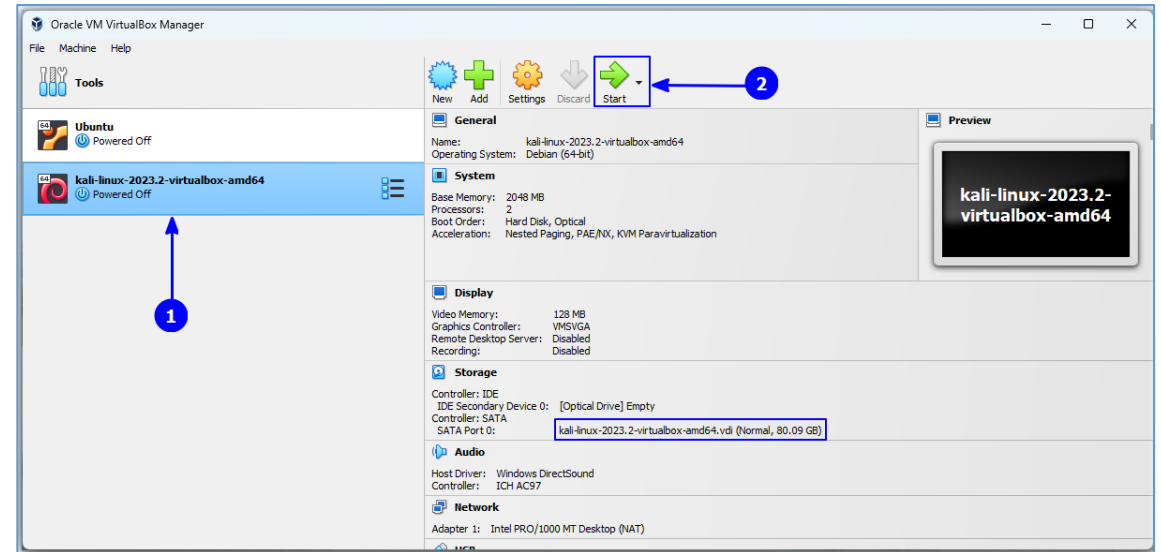 Oracle VM VirtualBox Manager
File Machine Help
Tools
New Add Settings Discard Start
2
64
Ubuntu
Powered Off
64
kali-linux-2023.2-virtualbox-amd64
Powered Off
1
General
Name: kali-linux-2023.2-virtualbox-amd64
Operating System: Debian (64-bit)
System
Base Memory: 2048 MB
Processors: 2
Boot Order: Hard Disk, Optical
Acceleration: Nested Paging, PAE/NX, KVM Paravirtualization
Preview
kali-linux-2023.2-
virtualbox-amd64
Display
Video Memory: 128 MB
Graphics Controller: VMSVGA
Remote Desktop Server: Disabled
Recording: Disabled
Storage
Controller: IDE
IDE Secondary Device 0: [Optical Drive] Empty
Controller: SATA
SATA Port 0: kali-linux-2023.2-virtualbox-amd64.vdi (Normal, 80.09 GB)
Audio
Host Driver: Windows DirectSound
Controller: ICH AC97
Network
Adapter 1: Intel PRO/1000 MT Desktop (NAT)